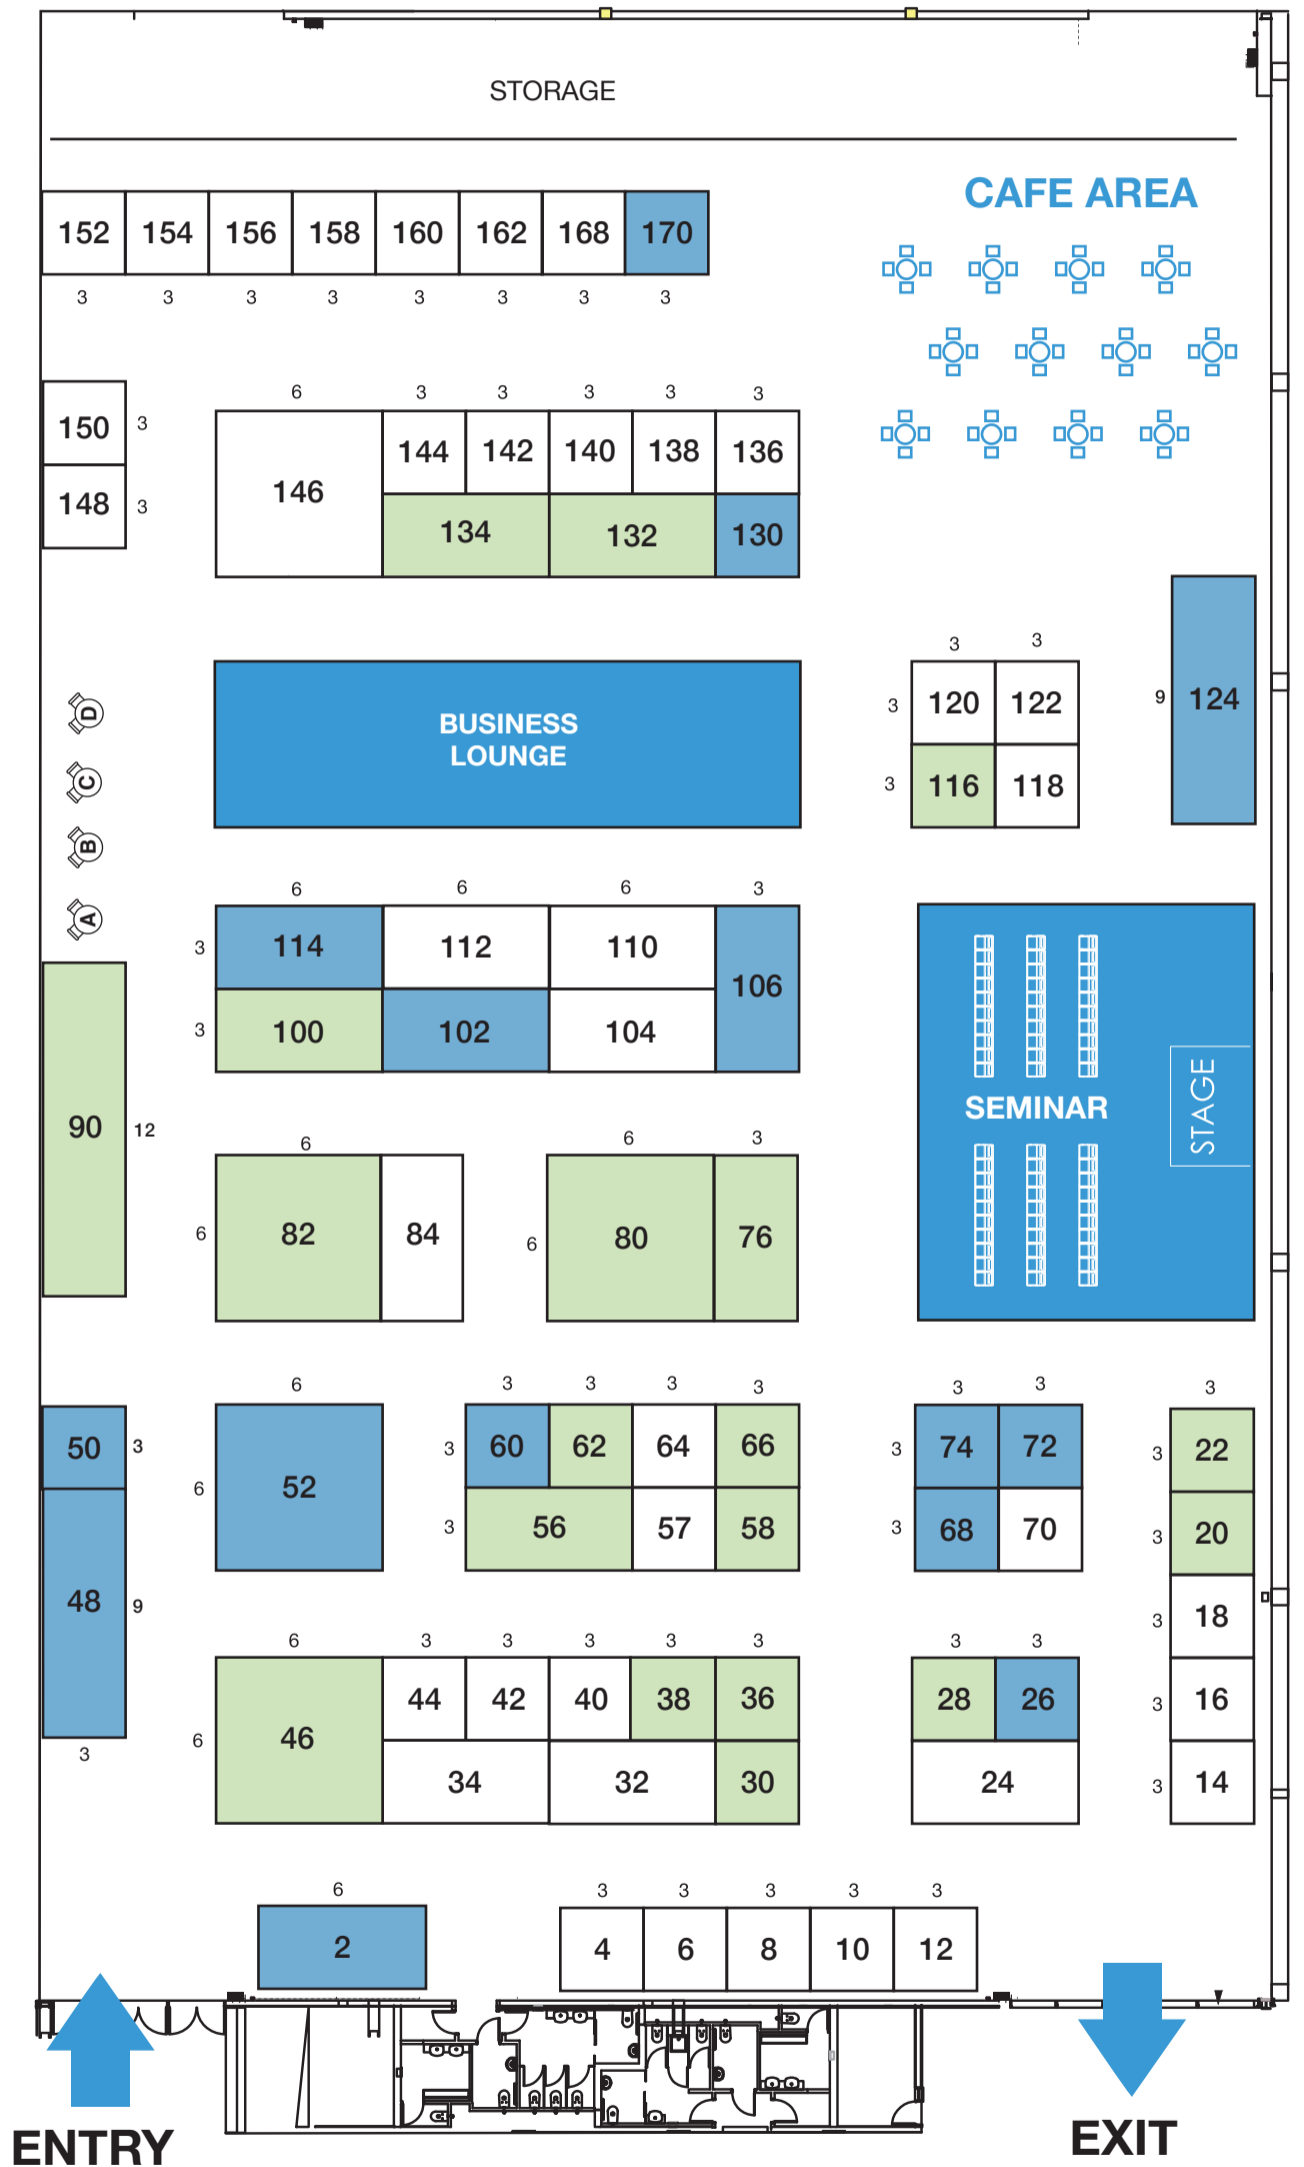 STORAGE
CAFE AREA
152 154 156 158 160 162 168 170
3 3 3 3 3 3 3 3
6 3 3 3 3 3
150 3
144 142 140 138 136
146
148 3
134 132 130
3 3
3 120 122 9 124
D
BUSINESS
LOUNGE
C
3 116 118
B
6 6 6 3
A
3 114 112 110
106
3 100 102 104
SEMINAR
STAGE
90 12
6 6 3
6 82 84 6 80 76
6 3 3 3 3 3 3 3
50 3 3 60 62 64 66 3 74 72 3 22
6 52
3 56 57 58 3 68 70 3 20
48 9
3 18
6 3 3 3 3 3 3 3
44 42 40 38 36 28 26 3 16
6 46
3
34 32 30 24 3 14
6 3 3 3 3 3
2 4 6 8 10 12
ENTRY EXIT